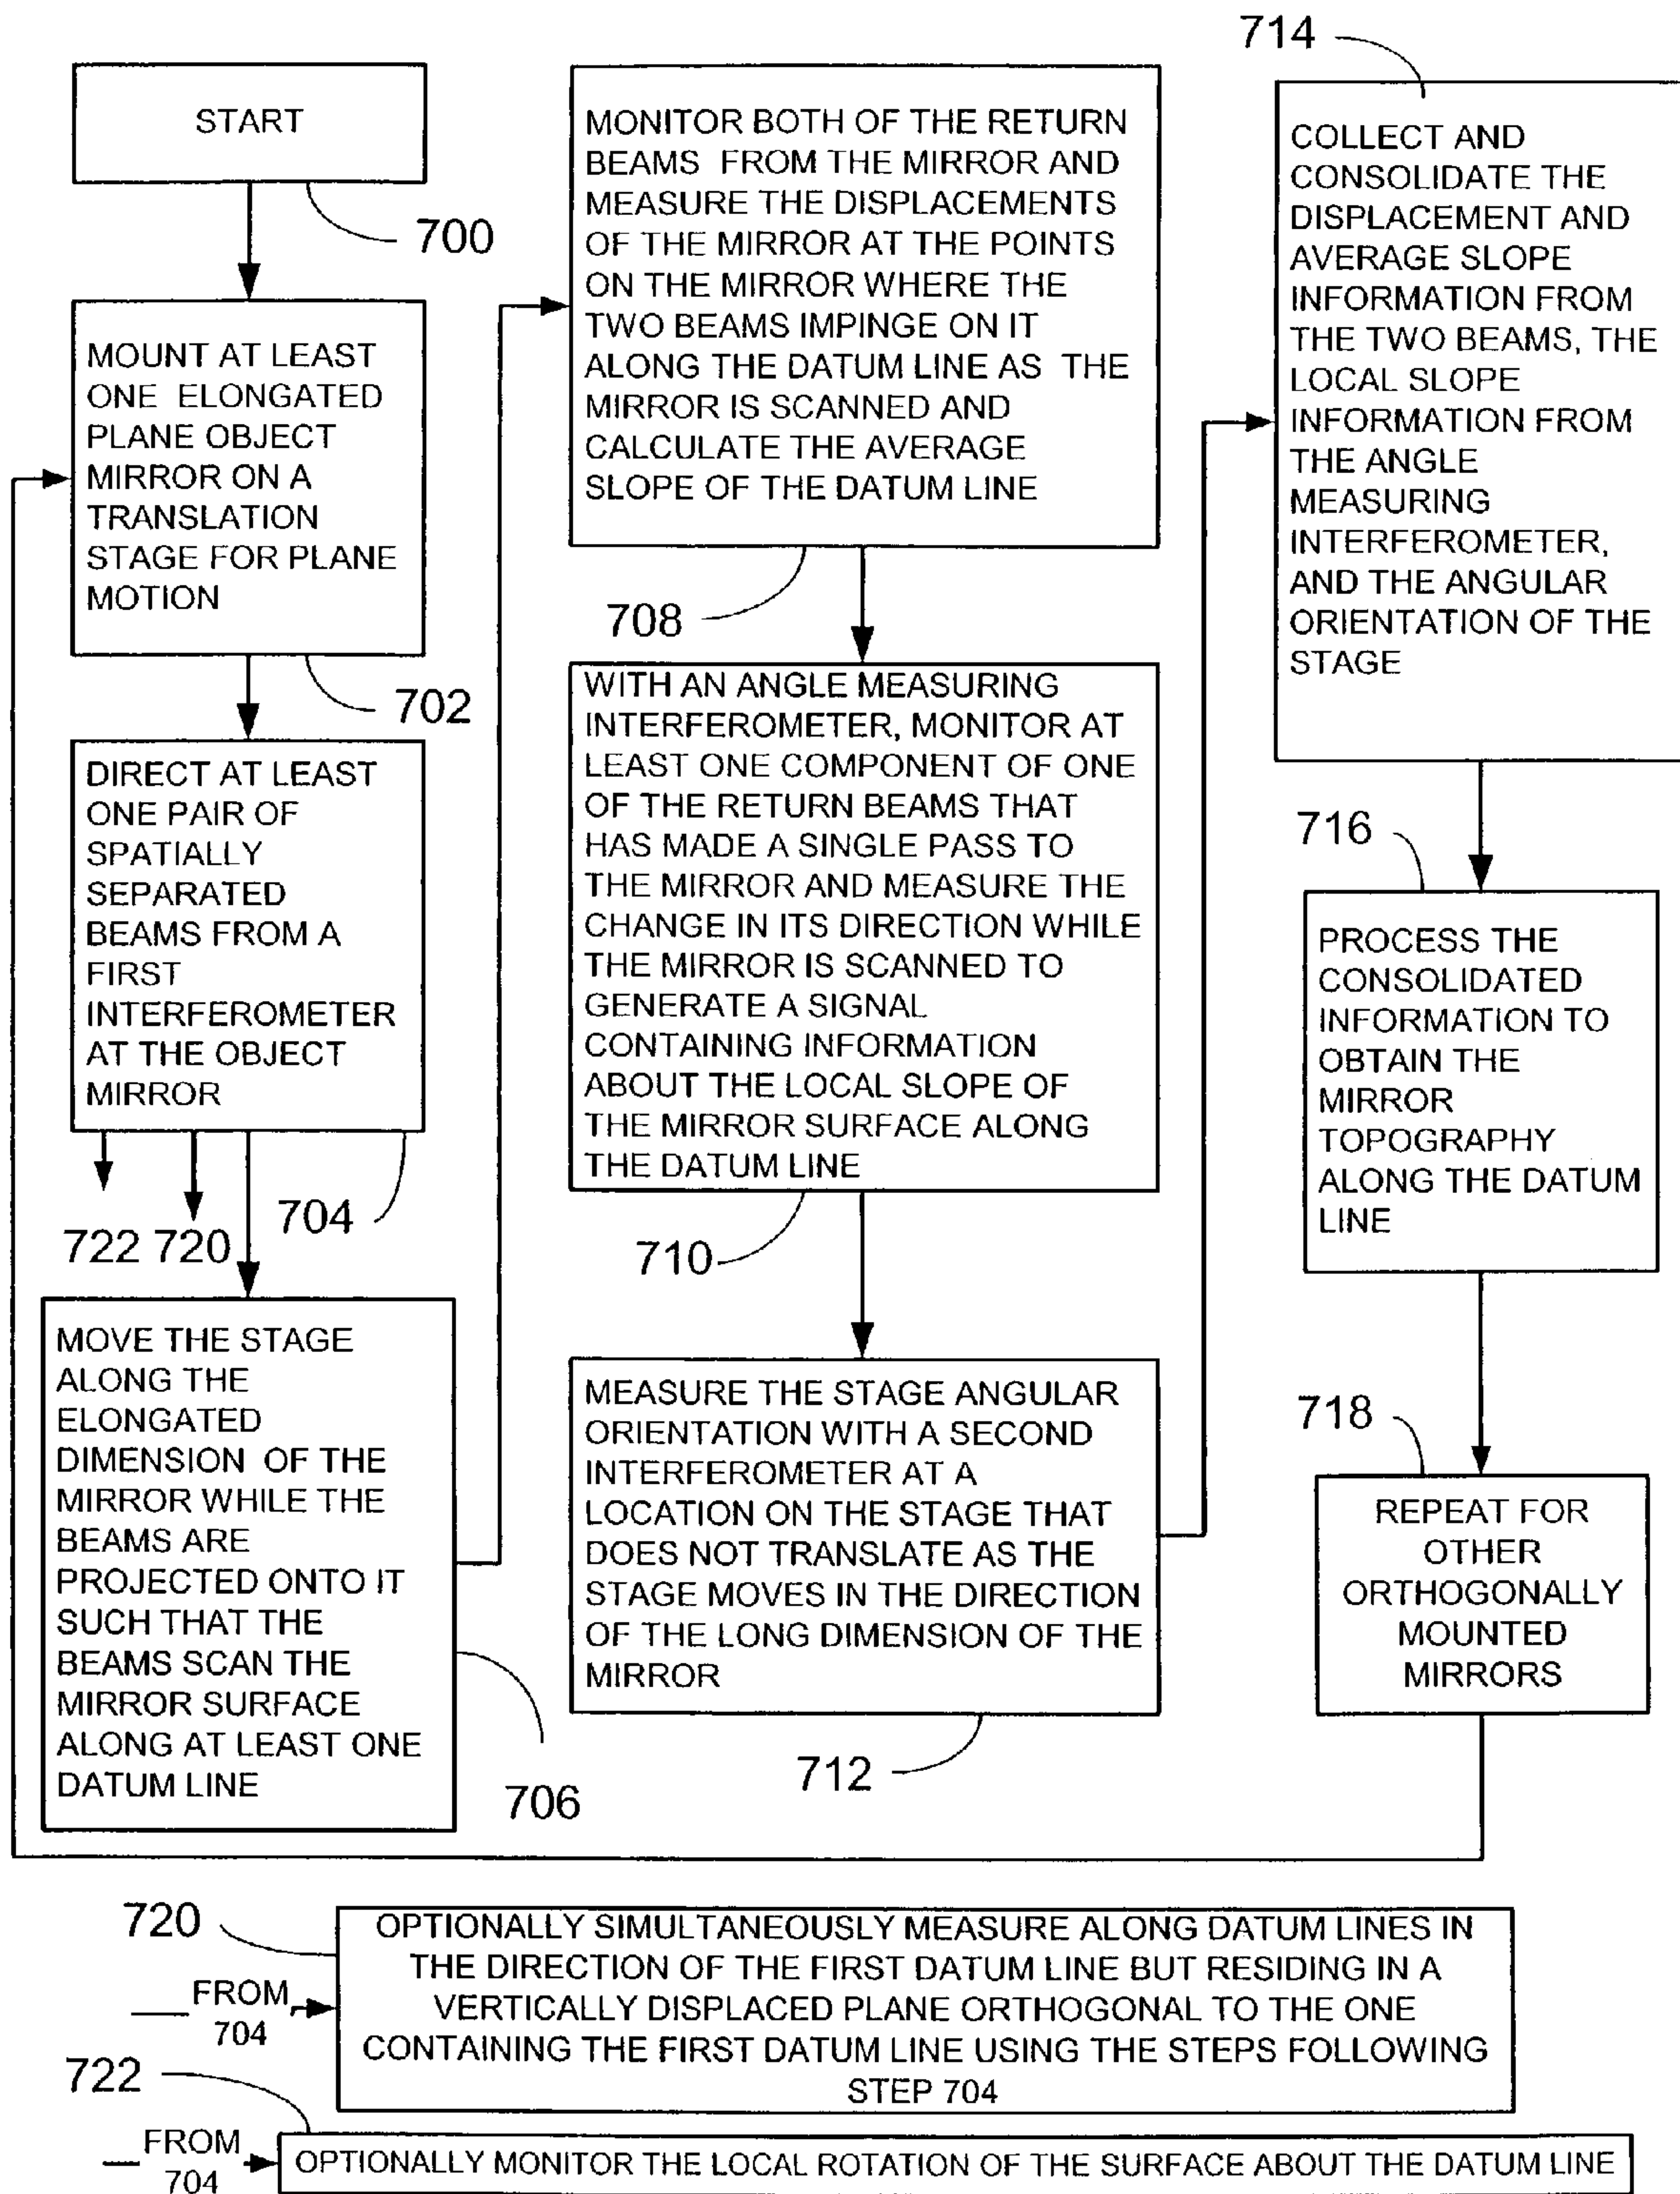 START
700
MOUNT AT LEAST
ONE ELONGATED
PLANE OBJECT
MIRROR ON A
TRANSLATION
STAGE FOR PLANE
MOTION
702
DIRECT AT LEAST
ONE PAIR OF
SPATIALLY
SEPARATED
BEAMS FROM A
FIRST
INTERFEROMETER
AT THE OBJECT
MIRROR
704
722 720
MOVE THE STAGE
ALONG THE
ELONGATED
DIMENSION OF THE
MIRROR WHILE THE
BEAMS ARE
PROJECTED ONTO IT
SUCH THAT THE
BEAMS SCAN THE
MIRROR SURFACE
ALONG AT LEAST ONE
DATUM LINE
706
MONITOR BOTH OF THE RETURN
BEAMS FROM THE MIRROR AND
MEASURE THE DISPLACEMENTS
OF THE MIRROR AT THE POINTS
ON THE MIRROR WHERE THE
TWO BEAMS IMPINGE ON IT
ALONG THE DATUM LINE AS THE
MIRROR IS SCANNED AND
CALCULATE THE AVERAGE
SLOPE OF THE DATUM LINE
708
WITH AN ANGLE MEASURING
INTERFEROMETER, MONITOR AT
LEAST ONE COMPONENT OF ONE
OF THE RETURN BEAMS THAT
HAS MADE A SINGLE PASS TO
THE MIRROR AND MEASURE THE
CHANGE IN ITS DIRECTION WHILE
THE MIRROR IS SCANNED TO
GENERATE A SIGNAL
CONTAINING INFORMATION
ABOUT THE LOCAL SLOPE OF
THE MIRROR SURFACE ALONG
THE DATUM LINE
710
MEASURE THE STAGE ANGULAR
ORIENTATION WITH A SECOND
INTERFEROMETER AT A
LOCATION ON THE STAGE THAT
DOES NOT TRANSLATE AS THE
STAGE MOVES IN THE DIRECTION
OF THE LONG DIMENSION OF THE
MIRROR
712
714
COLLECT AND
CONSOLIDATE THE
DISPLACEMENT AND
AVERAGE SLOPE
INFORMATION FROM
THE TWO BEAMS, THE
LOCAL SLOPE
INFORMATION FROM
THE ANGLE
MEASURING
INTERFEROMETER,
AND THE ANGULAR
ORIENTATION OF THE
STAGE
716
PROCESS THE
CONSOLIDATED
INFORMATION TO
OBTAIN THE
MIRROR
TOPOGRAPHY
ALONG THE DATUM
LINE
718
REPEAT FOR
OTHER
ORTHOGONALLY
MOUNTED
MIRRORS
720
FROM
704
OPTIONALLY SIMULTANEOUSLY MEASURE ALONG DATUM LINES IN
THE DIRECTION OF THE FIRST DATUM LINE BUT RESIDING IN A
VERTICALLY DISPLACED PLANE ORTHOGONAL TO THE ONE
CONTAINING THE FIRST DATUM LINE USING THE STEPS FOLLOWING
STEP 704
722
FROM
704
OPTIONALLY MONITOR THE LOCAL ROTATION OF THE SURFACE ABOUT THE DATUM LINE